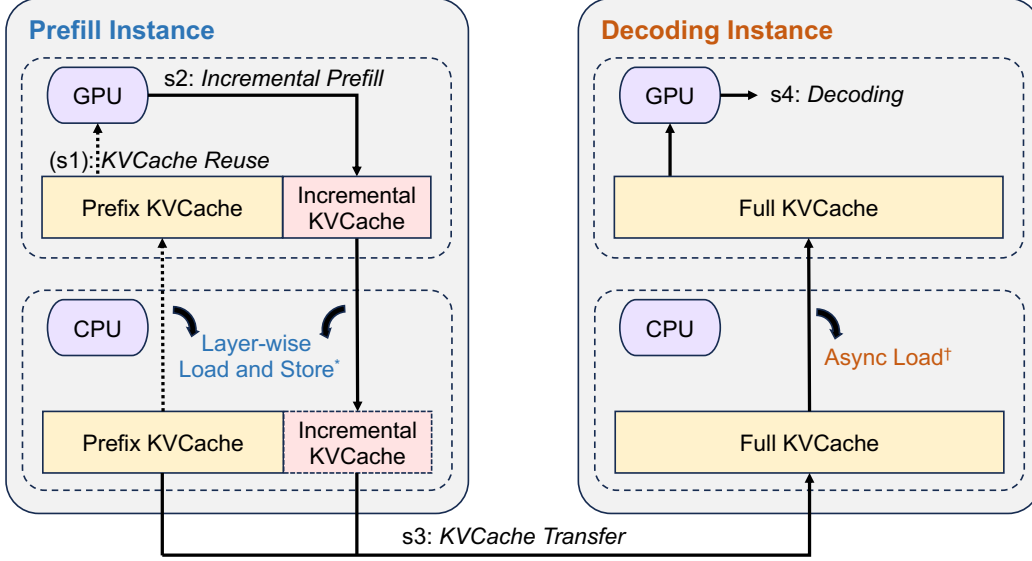 Prefill Instance
GPU
s2: Incremental Prefill
(s1): KVCache Reuse
Prefix KVCache
Incremental
KVCache
CPU
Layer-wise
Load and Store*
Prefix KVCache
Incremental
KVCache
Decoding Instance
GPU
s4: Decoding
Full KVCache
CPU
Async Load†
Full KVCache
s3: KVCache Transfer